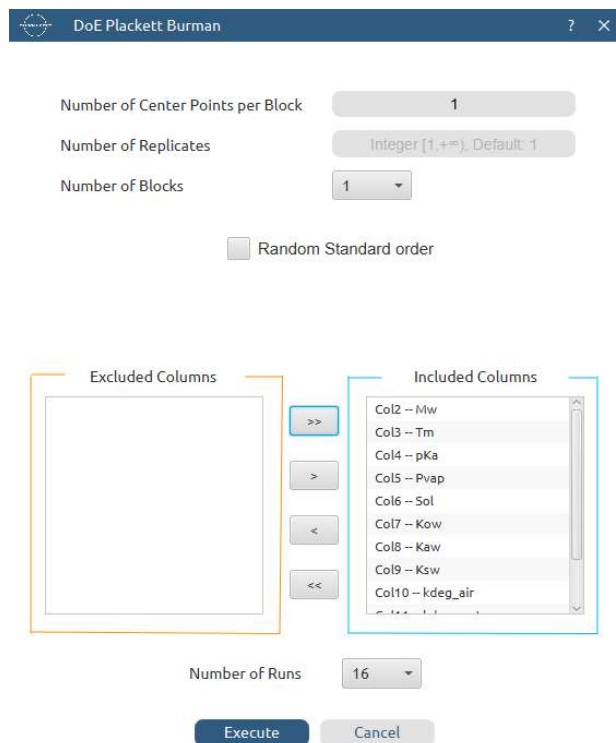 DoE Plackett Burman ? ×
Number of Center Points per Block 1
Number of Replicates Integer [1,+∞), Default: 1
Number of Blocks 1
Random Standard order
Excluded Columns
>>
>
<
<<
Included Columns
Col2 -- Mw
Col3 -- Tm
Col4 -- pKa
Col5 -- Pvap
Col6 -- Sol
Col7 -- Kow
Col8 -- Kaw
Col9 -- Ksw
Col10 -- kdeg_air
Number of Runs 16
Execute Cancel